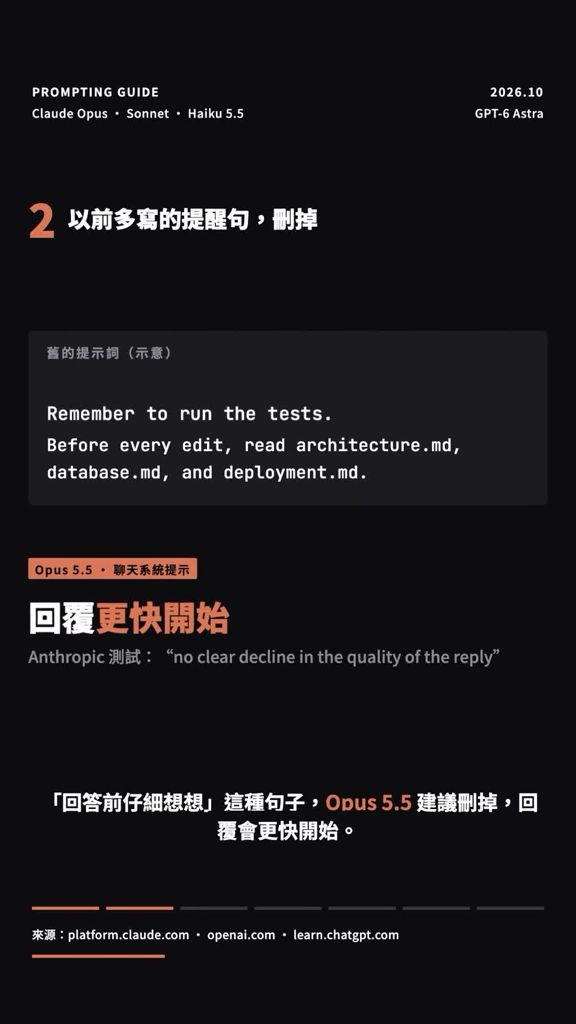 PROMPTING GUIDE
2026.10
Claude Opus · Sonnet · Haiku 5.5
GPT-6 Astra
2 以前多寫的提醒句，刪掉
舊的提示詞（示意）
Remember to run the tests.
Before every edit, read architecture.md,
database.md, and deployment.md.
Opus 5.5 · 聊天系統提示
回覆更快開始
Anthropic 測試：“no clear decline in the quality of the reply”
「回答前仔細想想」這種句子，Opus 5.5 建議刪掉，回
覆會更快開始。
來源：platform.claude.com · openai.com · learn.chatgpt.com